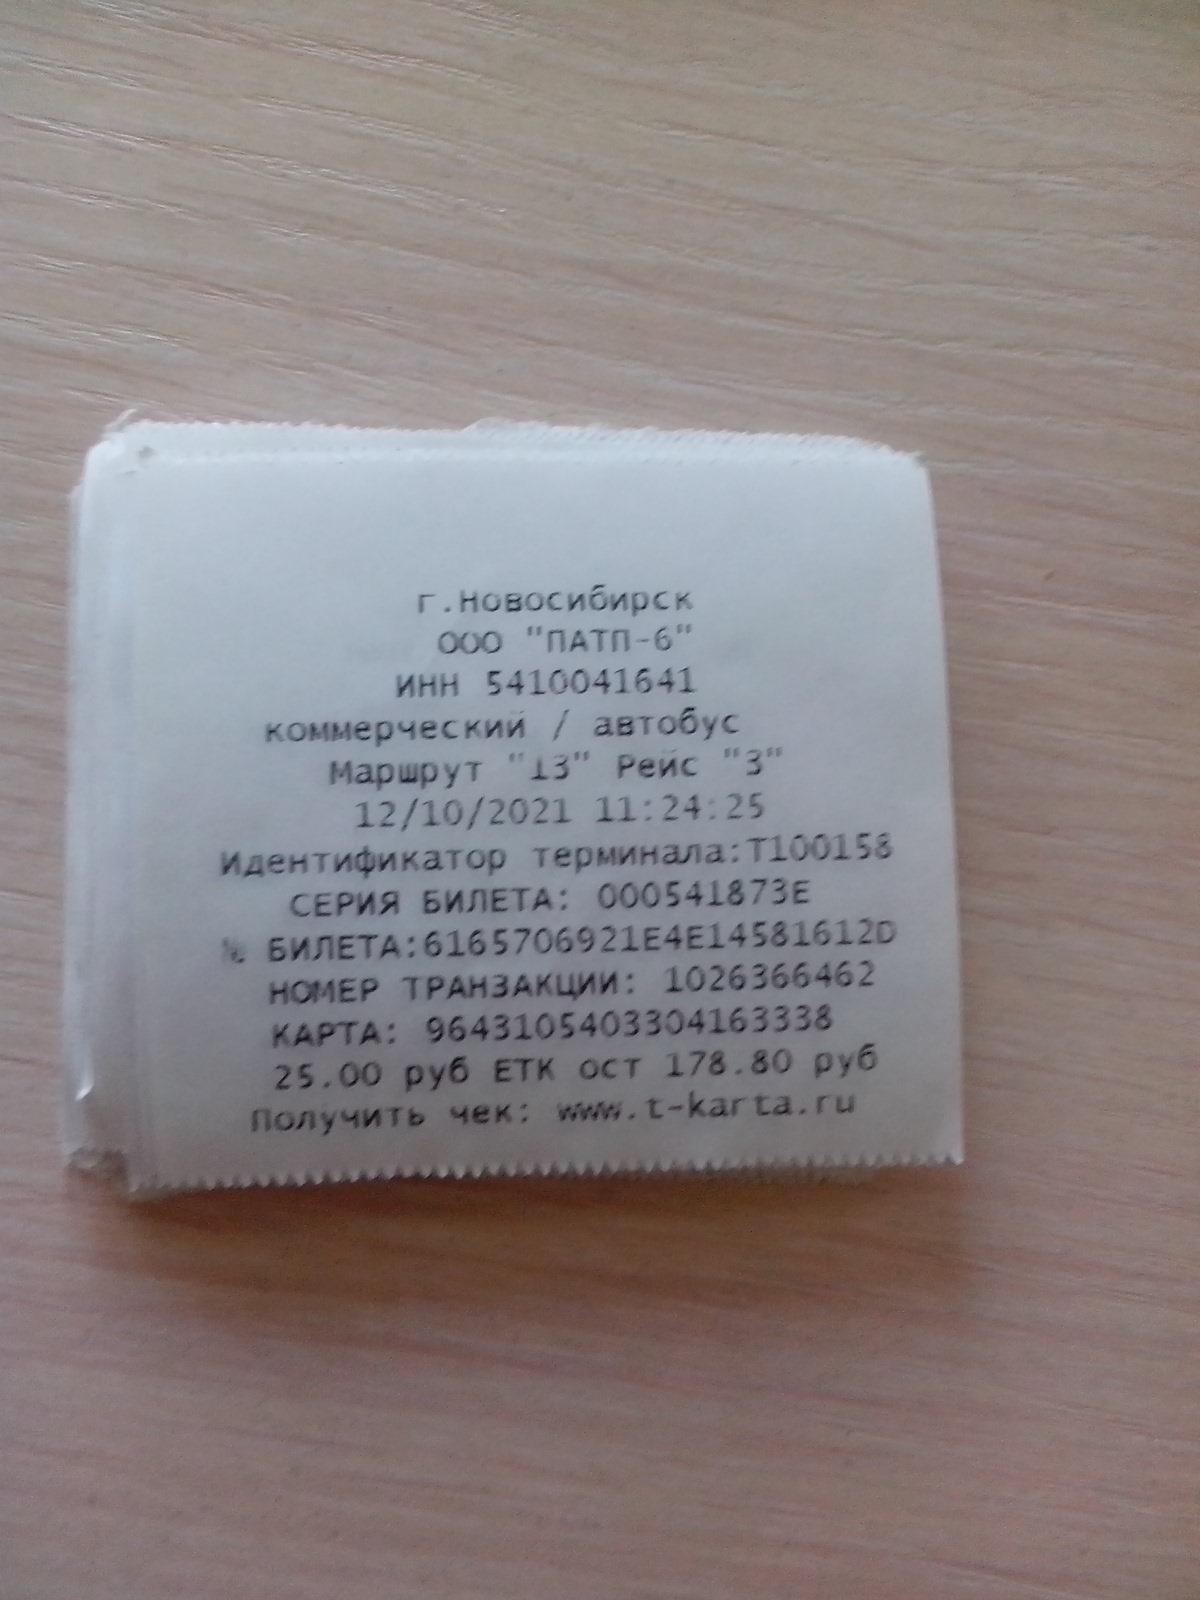 г.Новосибирск
ООО "ПАТП-6"
ИНН 5410041641
коммерческий / автобус
Маршрут "13" Рейс "3"
12/10/2021 11:24:25
Идентификатор терминала:T100158
СЕРИЯ БИЛЕТА: 000541873E
№ БИЛЕТА:6165706921E4E14581612D
НОМЕР ТРАНЗАКЦИИ: 1026366462
КАРТА: 9643105403304163338
25.00 руб ЕТК ост 178.80 руб
Получить чек: www.t-karta.ru